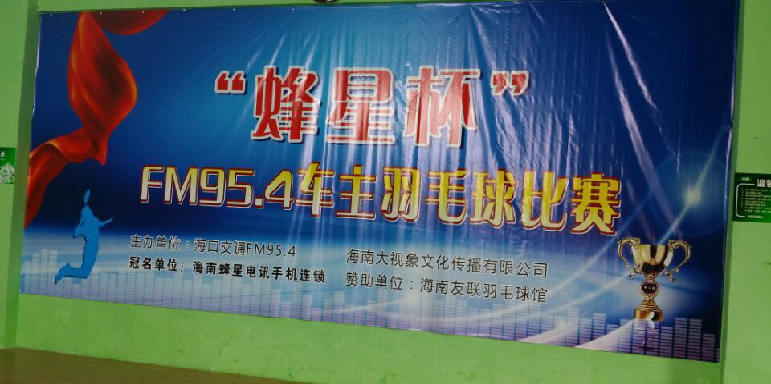 “蜂星杯”
FM95.4车主羽毛球比赛
主办单位：海口交通FM95.4
海南大视象文化传播有限公司
冠名单位：海南蜂星电讯手机连锁
赞助单位：海南友联羽毛球馆